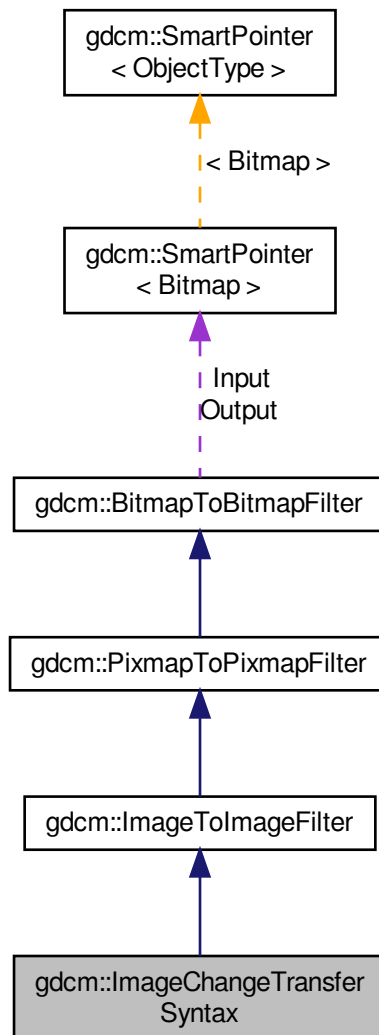 gdcm::SmartPointer
< ObjectType >
< Bitmap >
gdcm::SmartPointer
< Bitmap >
Input
Output
gdcm::BitmapToBitmapFilter
gdcm::PixmapToPixmapFilter
gdcm::ImageToImageFilter
gdcm::ImageChangeTransfer
Syntax